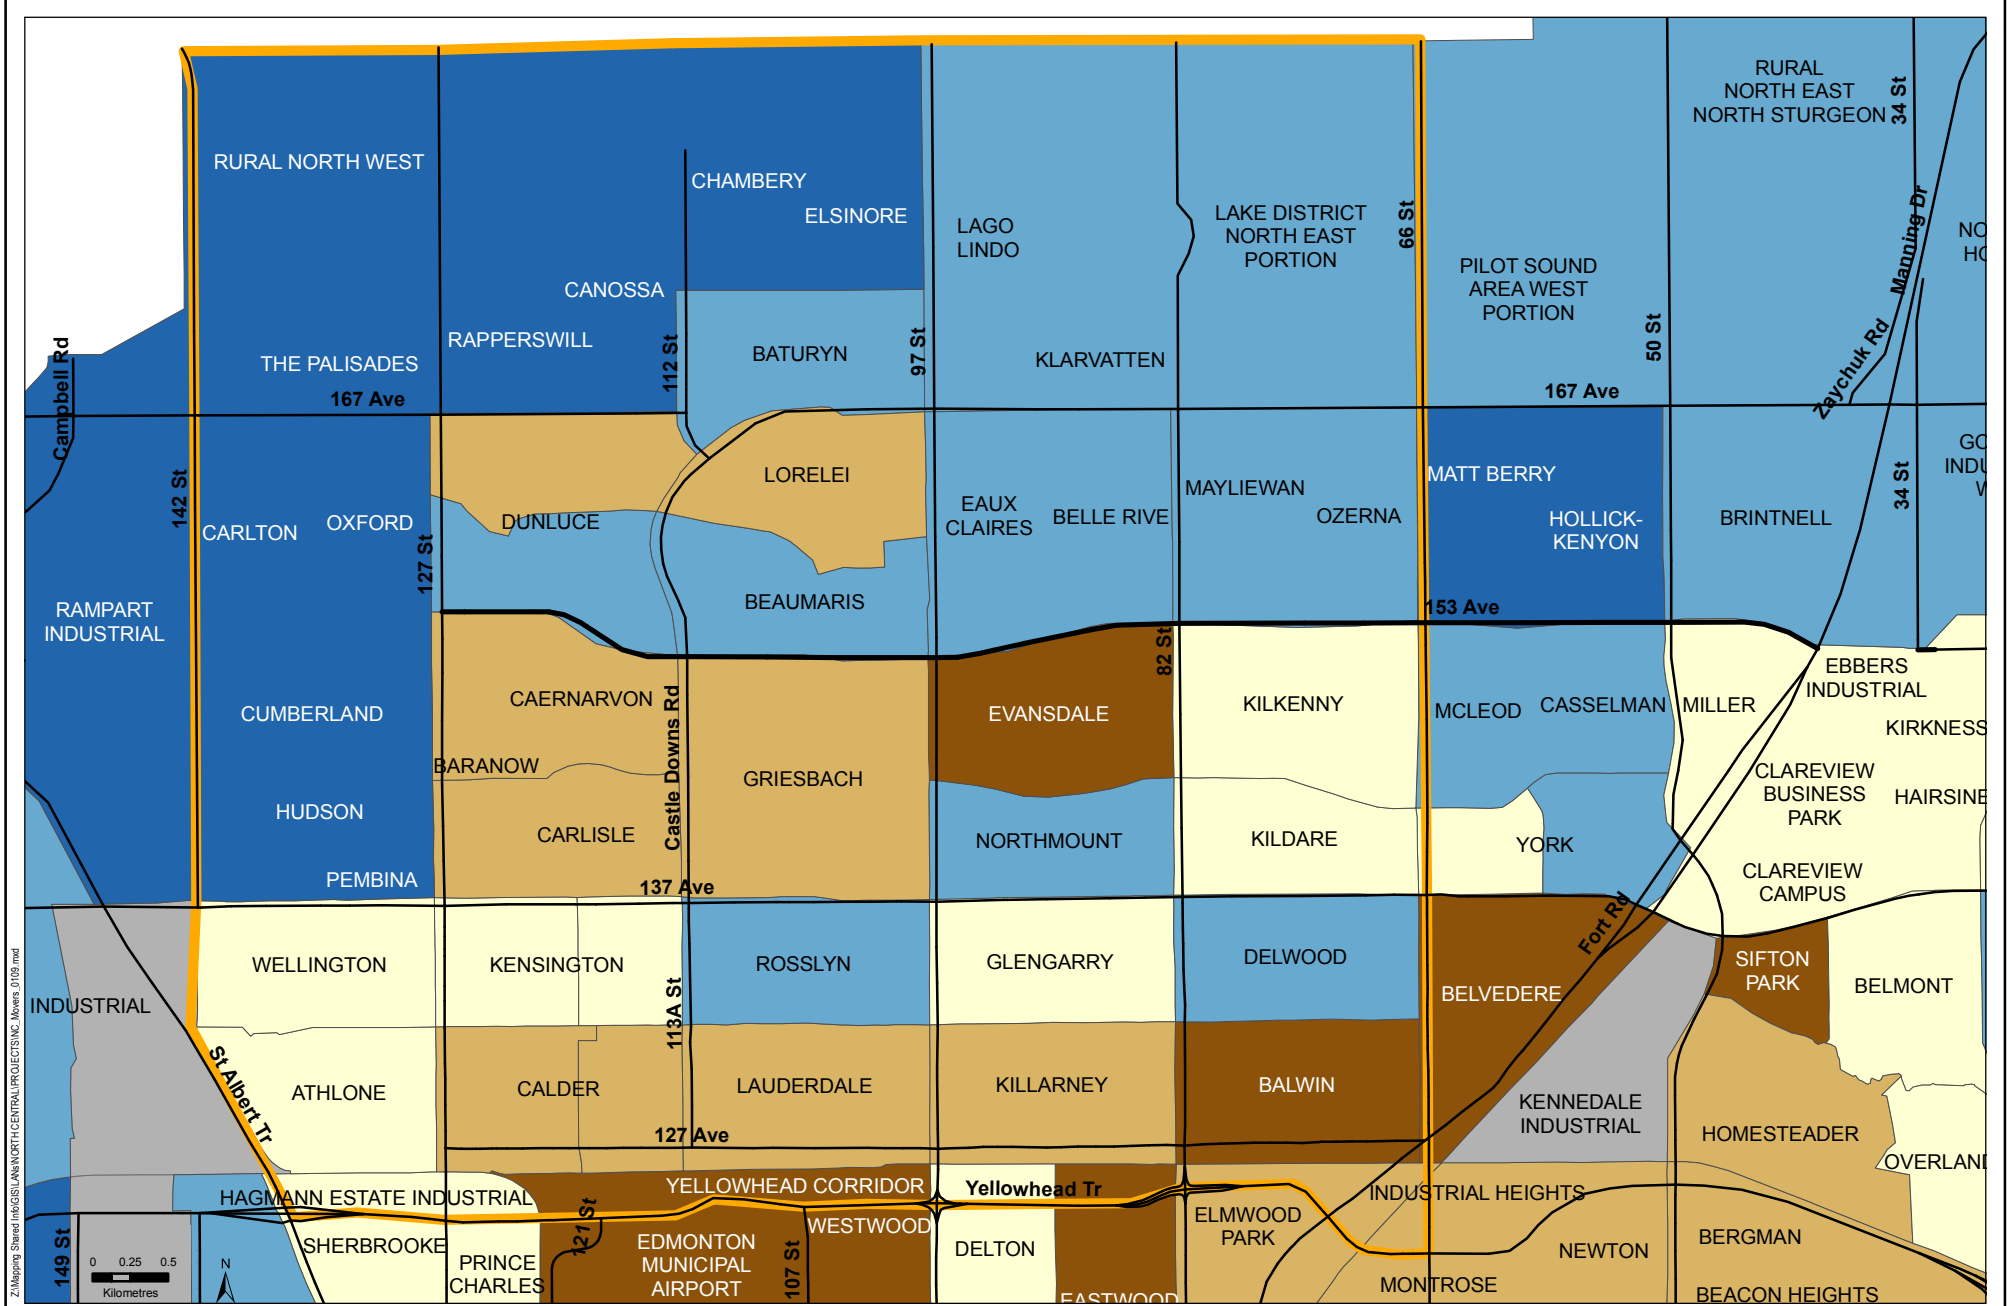 RURAL
NORTH EAST
NORTH STURGEON
34 St
RURAL NORTH WEST
CHAMBERY
ELSINORE
LAGO
LINDO
LAKE DISTRICT
NORTH EAST
PORTION
66 St
PILOT SOUND
AREA WEST
PORTION
Manning Dr
CANOSSA
RAPPERSWILL
THE PALISADES
112 St
BATURYN
97 St
KLARVATTEN
50 St
Zaychuk Rd
Campbell Rd
167 Ave
167 Ave
142 St
CARLTON
OXFORD
127 St
DUNLUCE
LORELEI
EAUX
CLAIRES
BELLE RIVE
MAYLIEWAN
OZERNA
MATT BERRY
HOLLICK-
KENYON
BRINTNELL
34 St
RAMPART
INDUSTRIAL
BEAUMARIS
153 Ave
82 St
CUMBERLAND
CAERNARVON
BARANOW
Castle Downs Rd
GRIESBACH
EVANSDALE
KILKENNY
MCLEOD
CASSELMAN
MILLER
EBBERS
INDUSTRIAL
KIRKNESS
CLAREVIEW
BUSINESS
PARK
HAIRSINE
HUDSON
PEMBINA
CARLISLE
NORTHMOUNT
KILDARE
YORK
CLAREVIEW
CAMPUS
137 Ave
Fort Rd
WELLINGTON
KENSINGTON
ROSSLYN
GLENGARRY
DELWOOD
BELVEDERE
SIFTON
PARK
BELMONT
INDUSTRIAL
113A St
St Albert Tr
ATHLONE
CALDER
LAUDERDALE
KILLARNEY
BALWIN
KENNEDALE
INDUSTRIAL
HOMESTEADER
OVERLAND
127 Ave
HAGMANN ESTATE INDUSTRIAL
YELLOWHEAD CORRIDOR
Yellowhead Tr
INDUSTRIAL HEIGHTS
149 St
SHERBROOKE
PRINCE
CHARLES
121 St
EDMONTON
MUNICIPAL
AIRPORT
107 St
WESTWOOD
DELTON
EASTWOOD
ELMWOOD
PARK
MONTROSE
NEWTON
BERGMAN
BEACON HEIGHTS
0 0.25 0.5
Kilometres
N